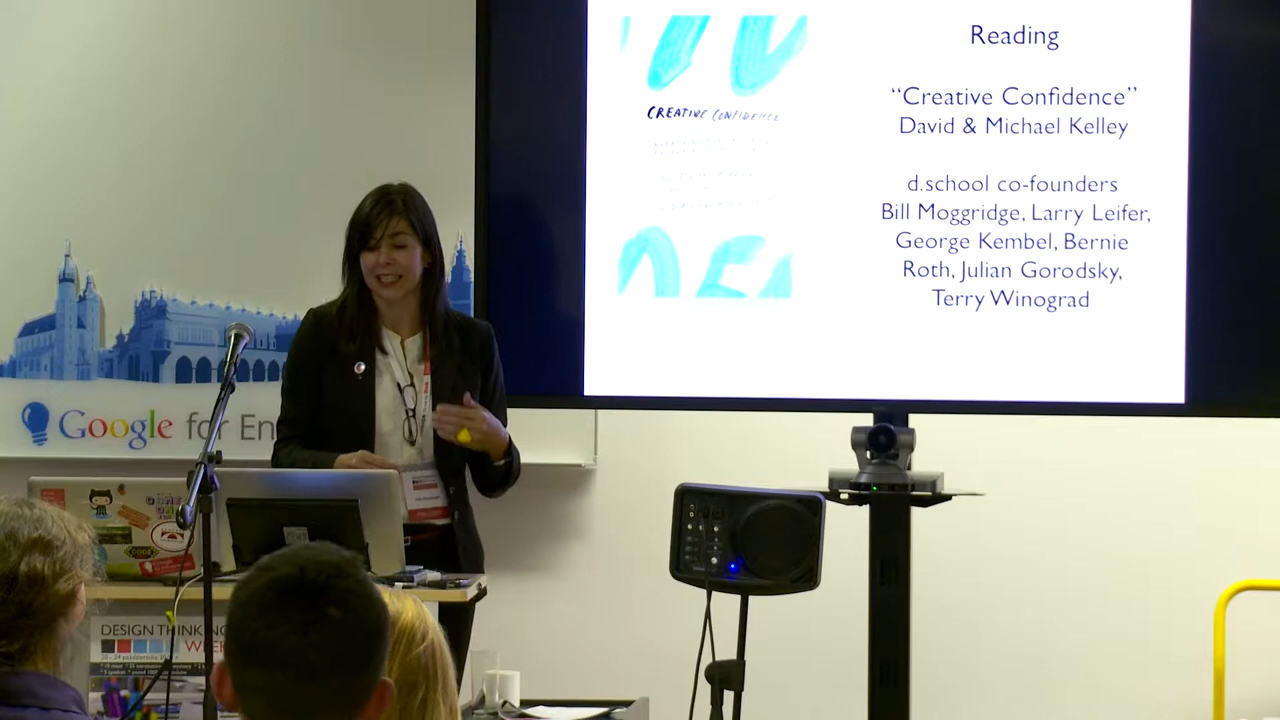 Reading
“Creative Confidence”
David & Michael Kelley
d.school co-founders
Bill Moggridge, Larry Leifer,
George Kembel, Bernie
Roth, Julian Gorodsky,
Terry Winograd
CREATIVE CONFIDENCE
Google for En
DESIGN THINKING
WEE